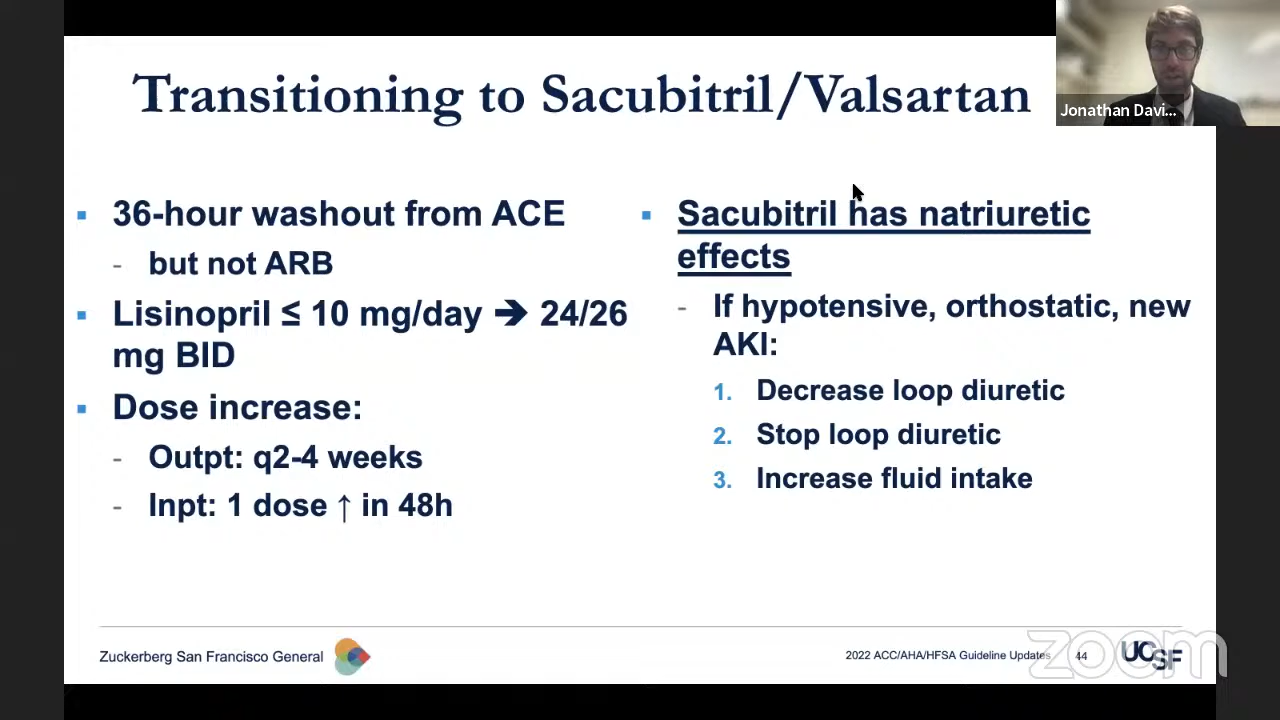 Transitioning to Sacubitril/Valsartan
Jonathan Davi...
▪ 36-hour washout from ACE
- but not ARB
▪ Lisinopril ≤ 10 mg/day ➔ 24/26
mg BID
▪ Dose increase:
- Outpt: q2-4 weeks
- Inpt: 1 dose ↑ in 48h
▪ Sacubitril has natriuretic
effects
- If hypotensive, orthostatic, new
AKI:
1. Decrease loop diuretic
2. Stop loop diuretic
3. Increase fluid intake
Zuckerberg San Francisco General
2022 ACC/AHA/HFSA Guideline Updates
44
UCSF
zoom